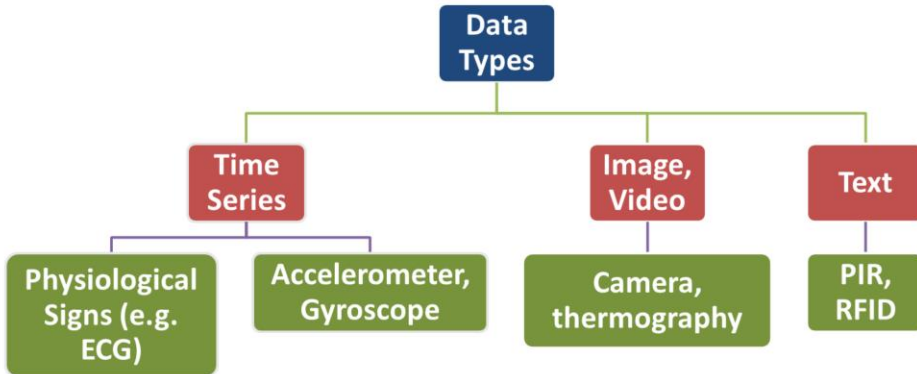 Data
Types
Time
Series
Image,
Video
Text
Physiological
Signs (e.g.
ECG)
Accelerometer,
Gyroscope
Camera,
thermography
PIR,
RFID